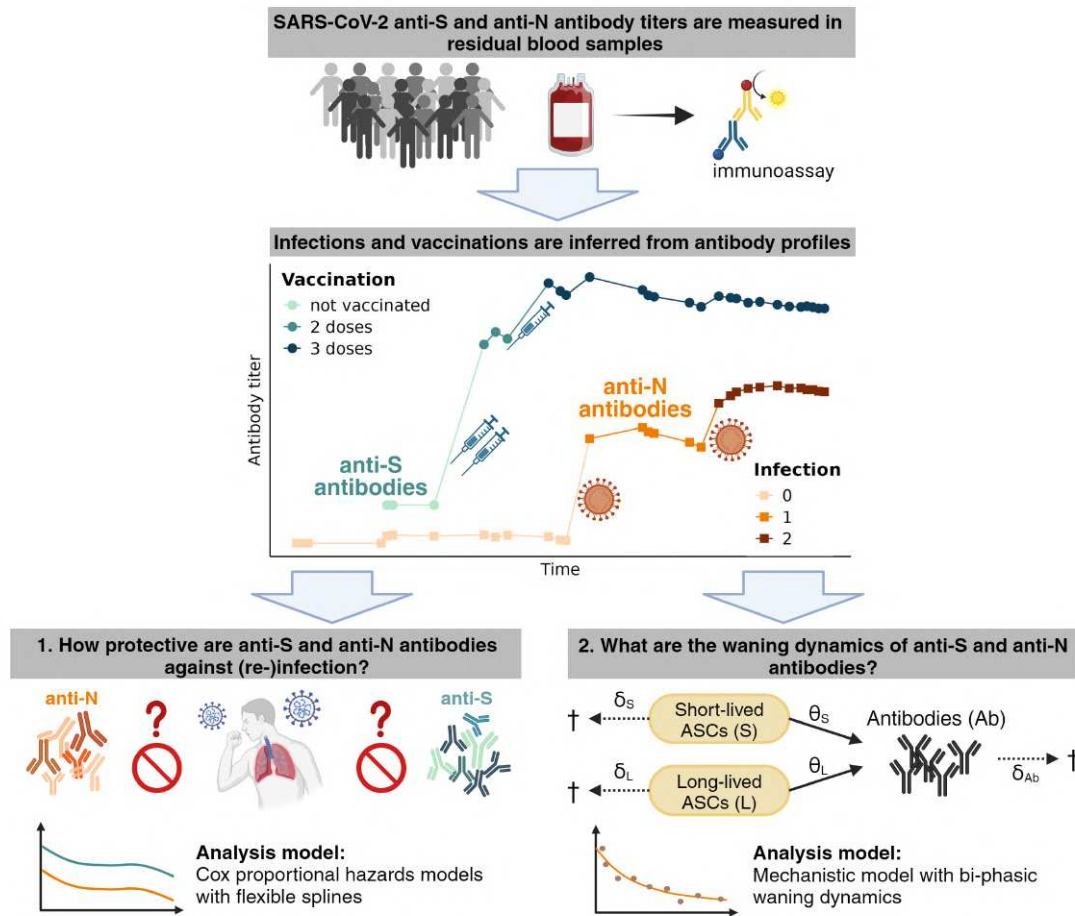 SARS-CoV-2 anti-S and anti-N antibody titers are measured in
residual blood samples
immunoassay
Infections and vaccinations are inferred from antibody profiles
Vaccination
not vaccinated
2 doses
3 doses
Antibody titer
anti-S
antibodies
anti-N
antibodies
Infection
0
1
2
Time
1. How protective are anti-S and anti-N antibodies
against (re-)infection?
anti-N
?
?
anti-S
Analysis model:
Cox proportional hazards models
with flexible splines
2. What are the waning dynamics of anti-S and anti-N
antibodies?
† δS Short-lived
ASCs (S) θS
Antibodies (Ab)
† δL Long-lived
ASCs (L) θL
δAb †
Analysis model:
Mechanistic model with bi-phasic
waning dynamics